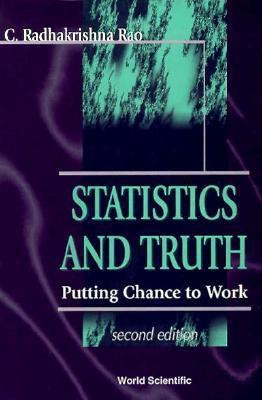 C. Radhakrishna Rao
STATISTICS
AND TRUTH
Putting Chance to Work
second edition
World Scientific